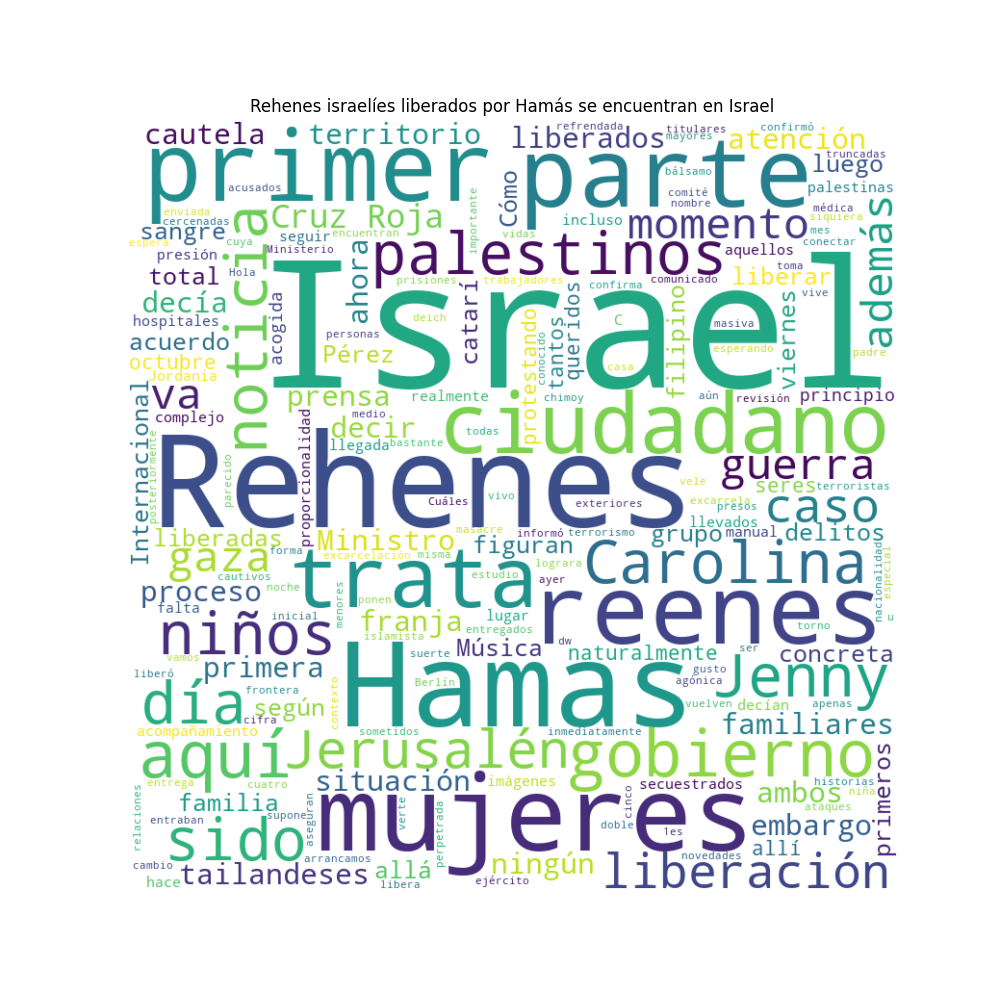 Rehenes israelíes liberados por Hamás se encuentran en Israel
cautela
territorio
liberados
refrendada
titulares
mayores
confirmó
atención
primer
parte
truncadas
luego
acusados
bálsamo
comité
nombre
palestinas
enviada
cercenadas
sangre
espera
cuya
Cruz Roja
seguir
encuentran
Ministerio
importante
Cómo
vidas
incluso
momento
médica
siquiera
mes
conectar
además
presión
total
Hola
noticia
ahora
palestinos
aquellos
liberar
toma
vive
decía
hospitales
acuerdo
octubre
Jordania
acogida
personas
Pérez
prisiones
deich
catarí
trabajadores
confirma
comunicado
Israel
C
queridos
tantos
conocido
protestando
casa
filipino
masiva
esperando
viernes
padre
va
complejo
prensa
realmente
chimoy
aún
revisión
principio
Internacional
posteriormente
parecido
proporcionalidad
medio
decir
llegada
bastante
todas
ciudadano
Rehenes
Cuáles
vivo
exteriores
vele
excarcela
presos
guerra
seres
terroristas
caso
llevados
liberadas
gaza
forma
Ministro
excarcelación
masacre
misma
figuran
informó
terrorismo
grupo
manual
delitos
cautivos
noche
proceso
falta
inicial
menores
trata
estudio
ponen
lograra
ayer
Carolina
nacionalidad
especial
u
niños
franja
islamista
entregados
lugar
reenes
torno
vamos
liberó
primera
suerte
Música
dw
naturalmente
ser
gusto
agónica
concreta
día
frontera
según
cifra
contexto
Berlín
Hamas
vuelven
decían
apenas
Jenny
acompañamiento
sometidos
inmediatamente
familiares
aquí
Jerusalén
gobierno
entrega
cuatro
situación
imágenes
secuestrados
ambos
historias
niña
ataques
primeros
relaciones
familia
entraban
supone
aseguran
verte
perpetrada
mujeres
cinco
doble
1es
embargo
allí
sido
cambio
arrancamos
hace
tailandeses
allá
libera
ningún
ejército
novedades
liberación